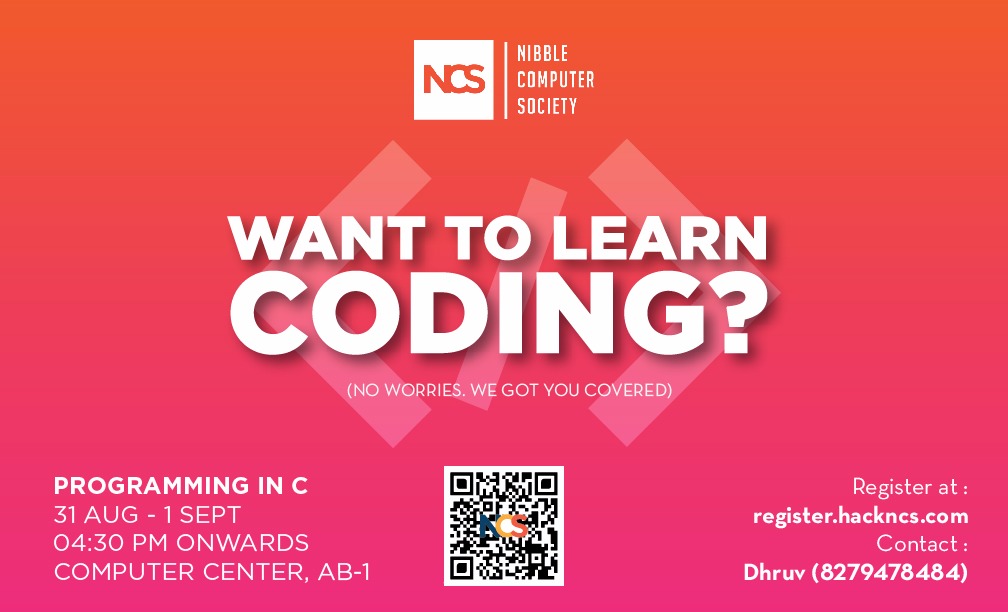 NCS
NIBBLE
COMPUTER
SOCIETY
WANT TO LEARN
CODING?
(NO WORRIES. WE GOT YOU COVERED)
PROGRAMMING IN C
31 AUG - 1 SEPT
04:30 PM ONWARDS
COMPUTER CENTER, AB-1
NCS
Register at :
register.hackncs.com
Contact :
Dhruv (8279478484)